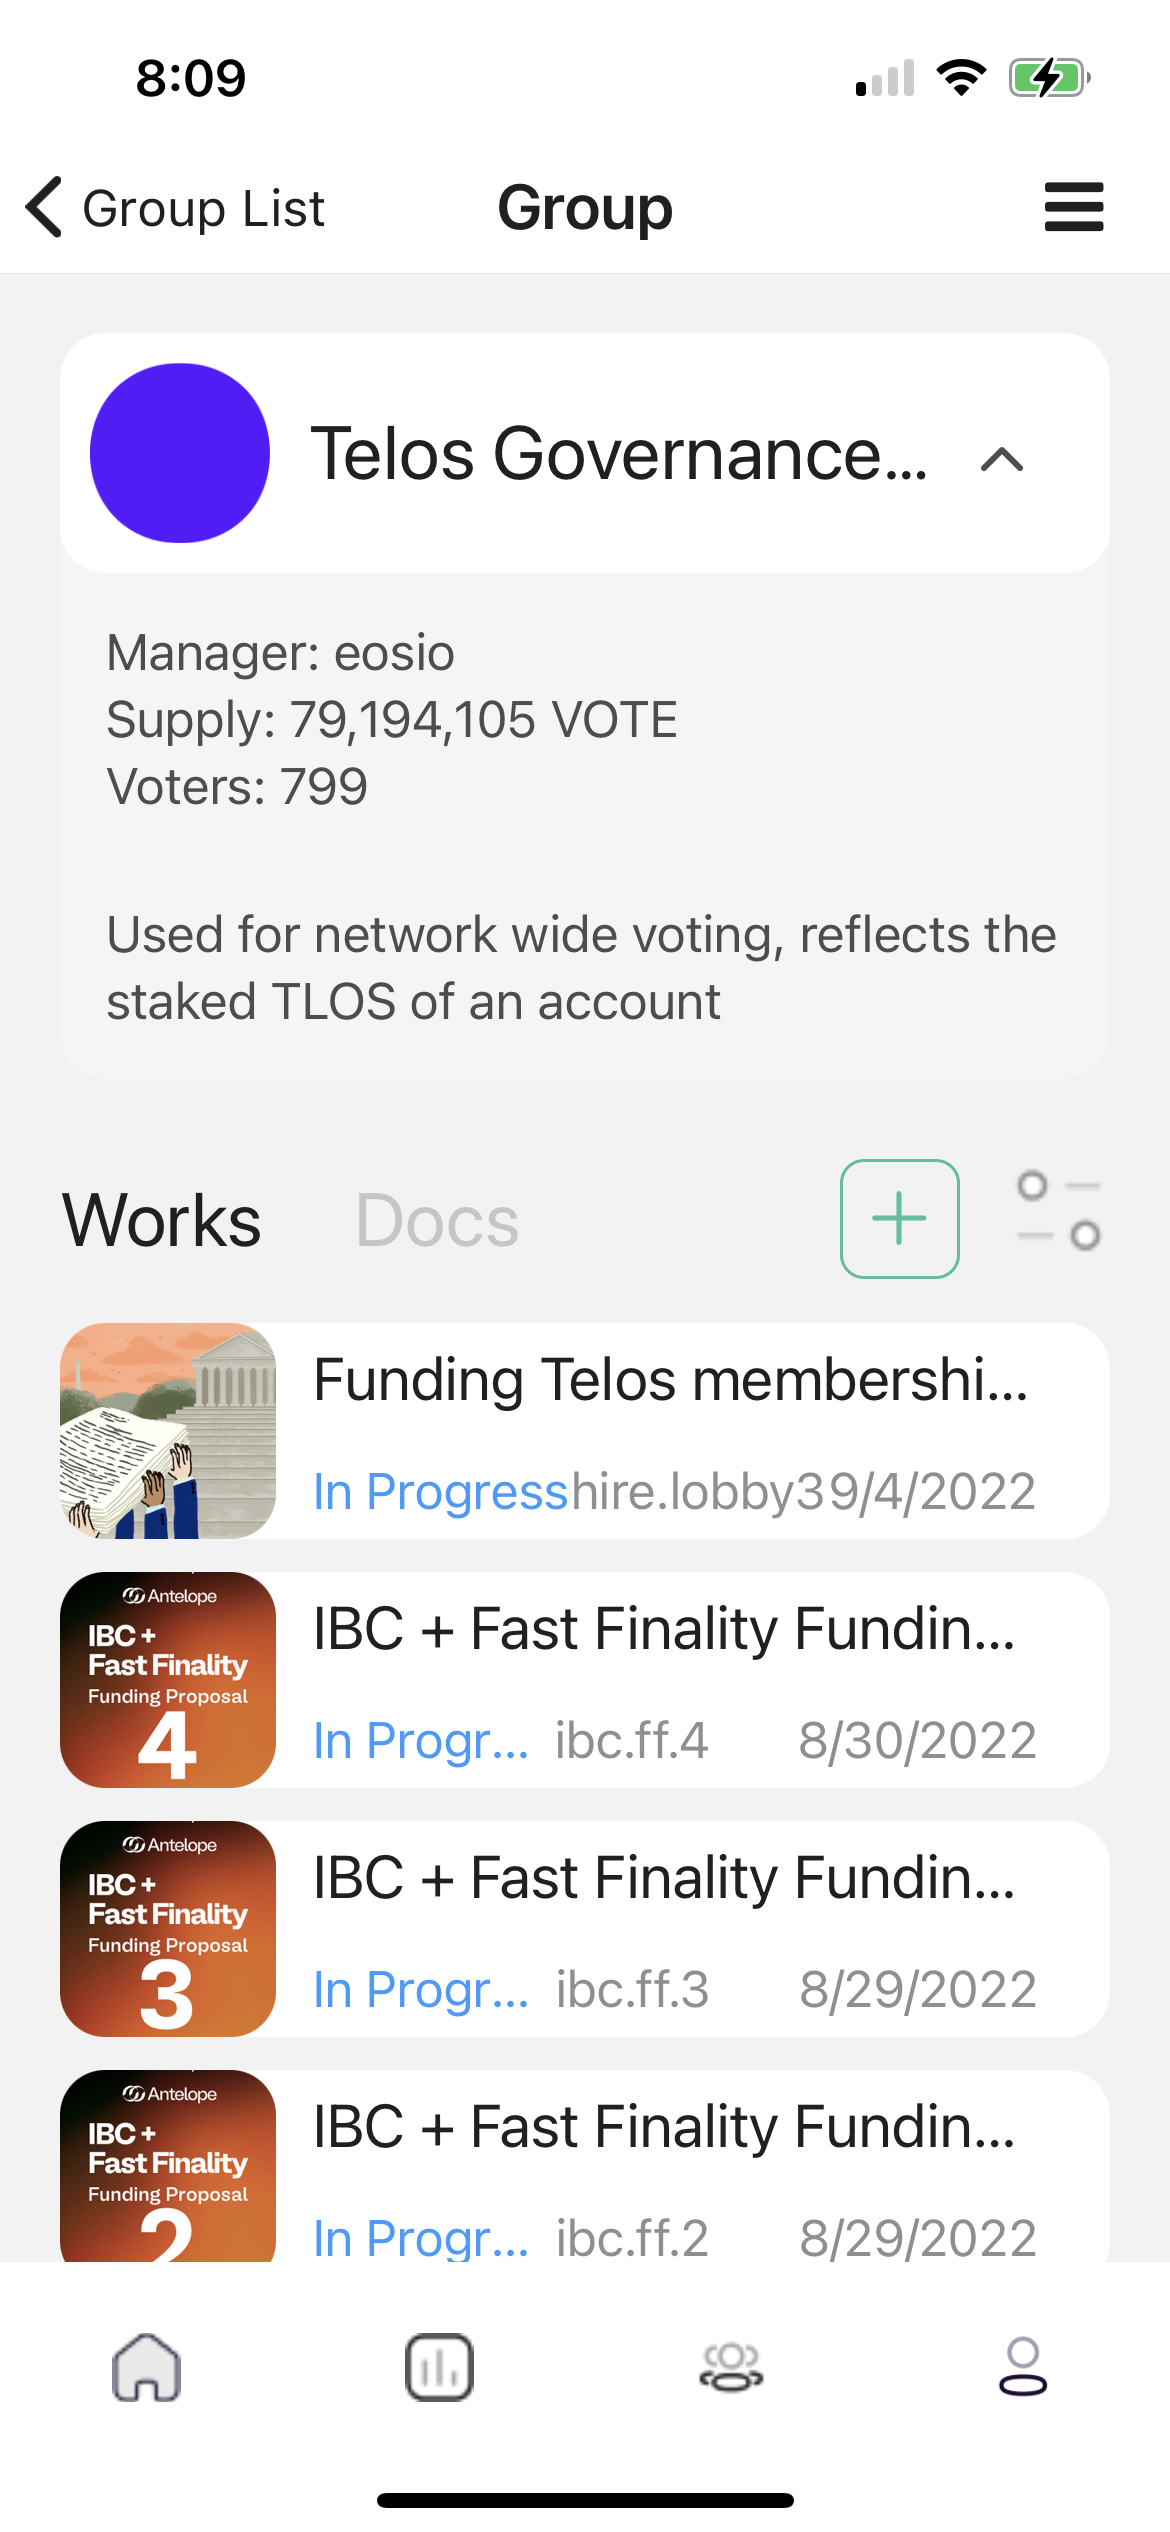 8:09
Group List
Group
Telos Governance...
Manager: eosio
Supply: 79,194,105 VOTE
Voters: 799
Used for network wide voting, reflects the
staked TLOS of an account
Works
Docs
Funding Telos membershi...
In Progress hire.lobby3 9/4/2022
Antelope
IBC +
Fast Finality
Funding Proposal
4
IBC + Fast Finality Fundin...
In Progr... ibc.ff.4 8/30/2022
Antelope
IBC +
Fast Finality
Funding Proposal
3
IBC + Fast Finality Fundin...
In Progr... ibc.ff.3 8/29/2022
Antelope
IBC +
Fast Finality
Funding Proposal
2
IBC + Fast Finality Fundin...
In Progr... ibc.ff.2 8/29/2022